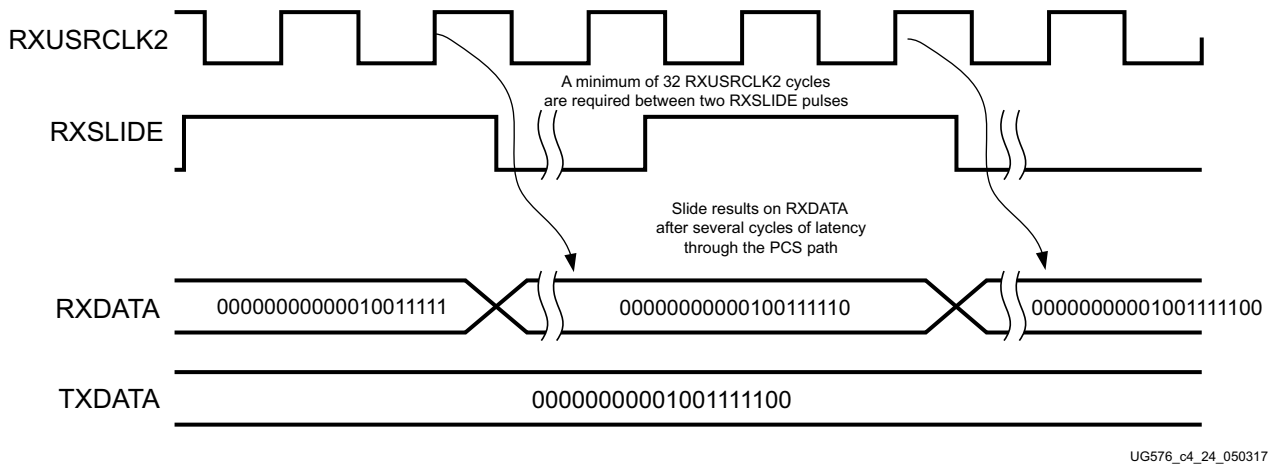 RXUSRCLK2
A minimum of 32 RXUSRCLK2 cycles
are required between two RXSLIDE pulses
RXSLIDE
Slide results on RXDATA
after several cycles of latency
through the PCS path
RXDATA
00000000000010011111
00000000000100111110
00000000001001111100
TXDATA
00000000001001111100
UG576_c4_24_050317